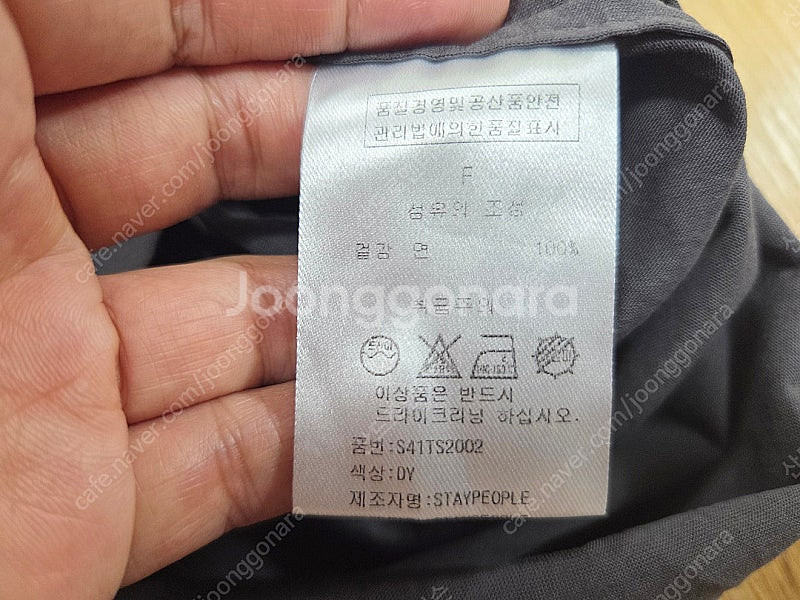 품질경영및공산품안전
관리법에의한품질표시
F
섬유의 조성
겉감 면 100%
취급주의
Joonggonara
이상품은 반드시
드라이크리닝 하십시오.
품번:S41TS2002
색상:DY
제조자명:STAYPEOPLE
cafe.naver.com/joonggonara